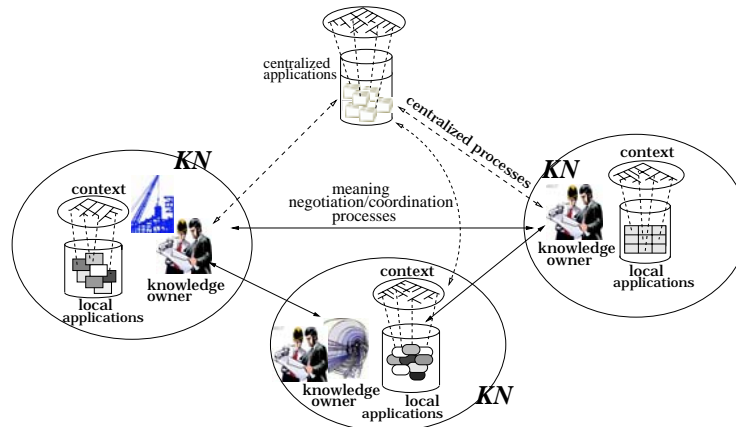 centralized
applications
centralized processes
KN
context
knowledge
owner
local
applications
meaning
negotiation/coordination
processes
KN
context
knowledge
owner
local
applications
context
knowledge
owner
local
applications
KN